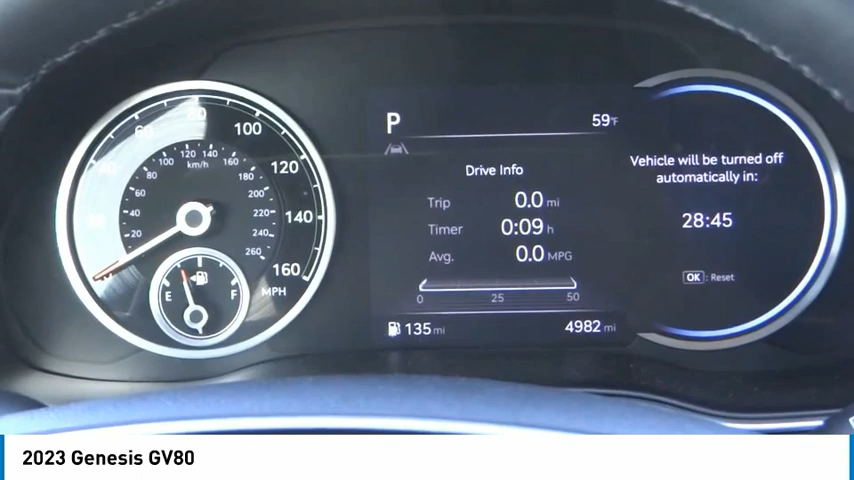 60
80
100
120
140
160
MPH
km/h
20
40
60
80
100
120
140
160
180
200
220
240
260
E
F
P
59°F
Drive Info
Trip 0.0 mi
Timer 0:09 h
Avg. 0.0 MPG
0 25 50
135 mi
4982 mi
Vehicle will be turned off
automatically in:
28:45
OK : Reset
2023 Genesis GV80